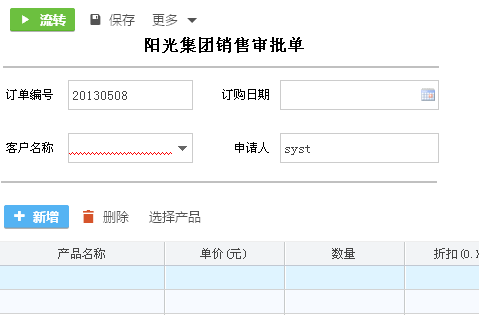 流转 保存 更多
阳光集团销售审批单
订单编号 20130508 订购日期
客户名称 申请人 syst
新增 删除 选择产品
产品名称 单价(元) 数量 折扣(0.X